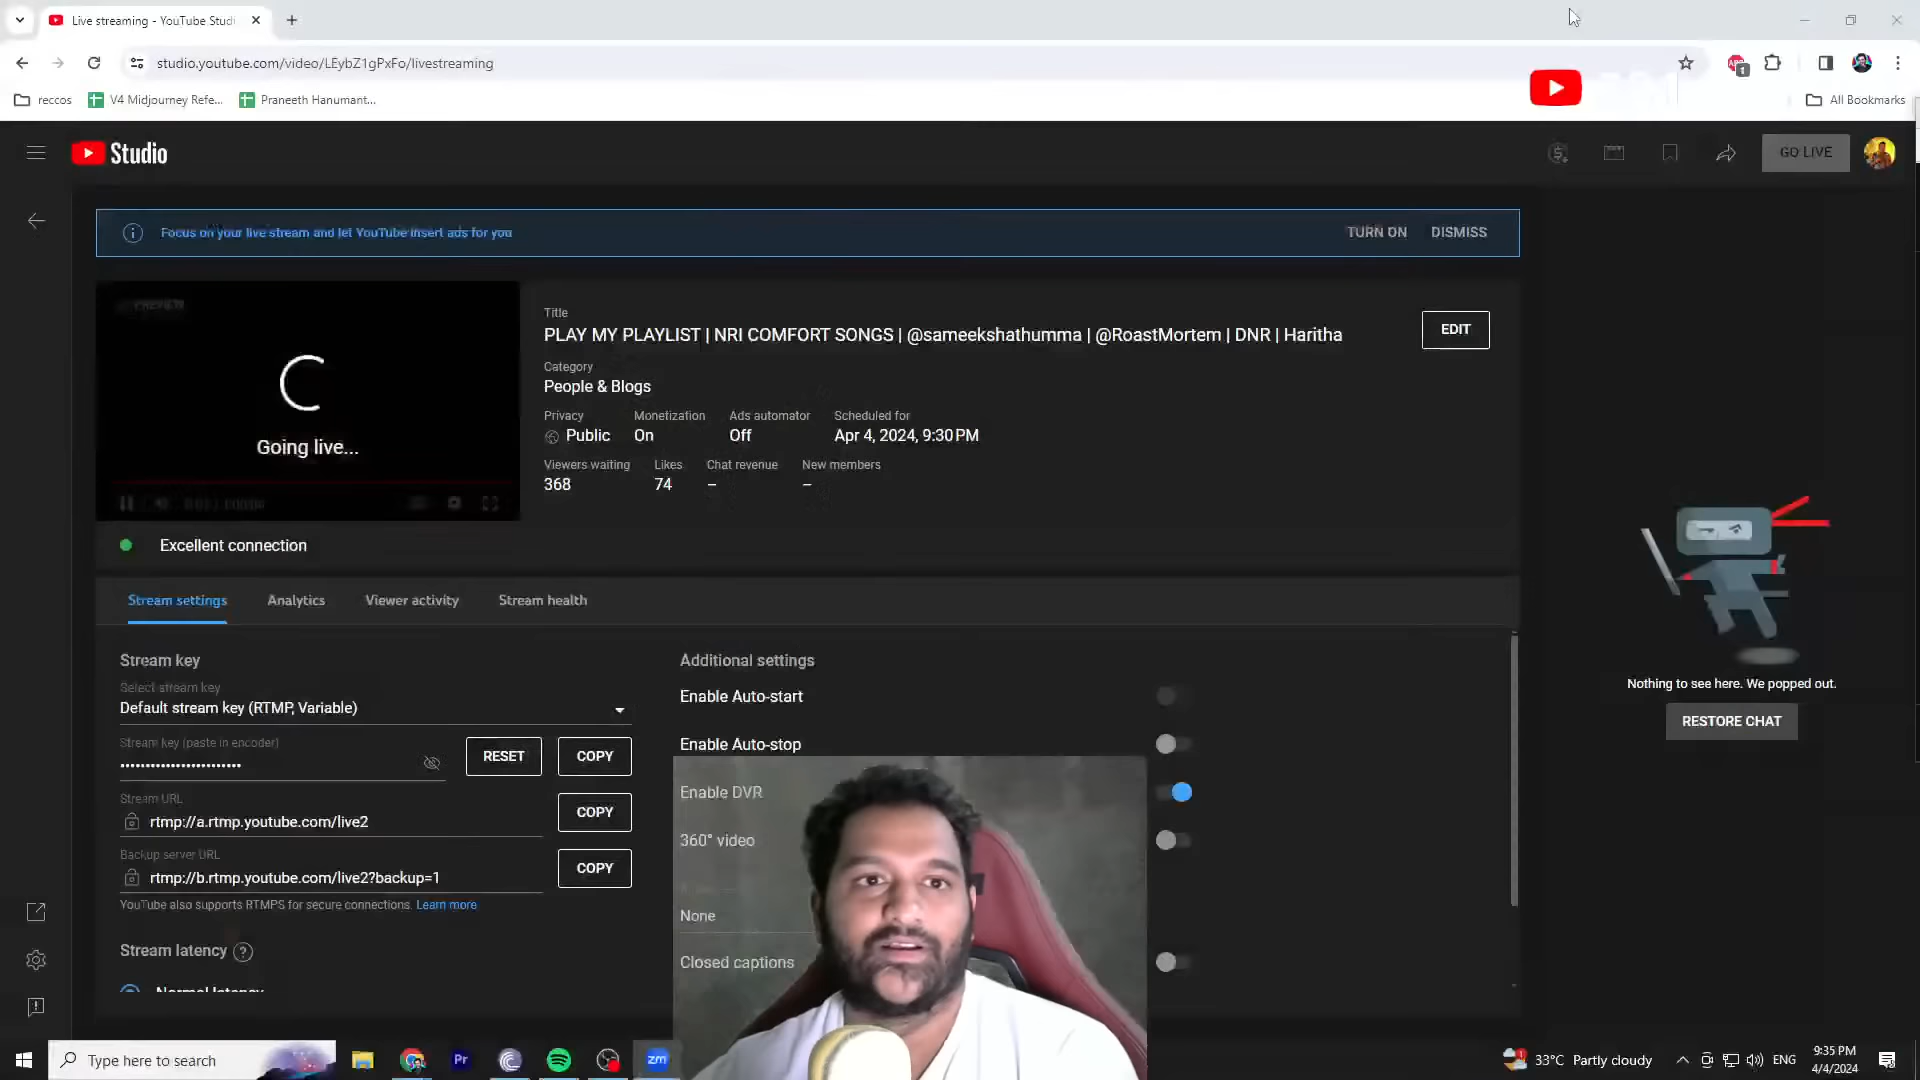 Live streaming - YouTube Studi
studio.youtube.com/video/LEybZ1gPxFo/livestreaming
1
reccos
V4 Midjourney Refe...
Praneeth Hanumant...
All Bookmarks
Studio
GO LIVE
Focus on your live stream and let YouTube insert ads for you
TURN ON
DISMISS
PREVIEW
Going live...
Title
PLAY MY PLAYLIST | NRI COMFORT SONGS | @sameekshathumma | @RoastMortem | DNR | Haritha
EDIT
Category
People & Blogs
Privacy Monetization Ads automator Scheduled for
Public On Off Apr 4, 2024, 9:30 PM
Viewers waiting Likes Chat revenue New members
368 74 – –
Excellent connection
Stream settings Analytics Viewer activity Stream health
Stream key
Select stream key
Default stream key (RTMP, Variable)
Stream key (paste in encoder)
RESET
COPY
Stream URL
rtmp://a.rtmp.youtube.com/live2
COPY
Backup server URL
rtmp://b.rtmp.youtube.com/live2?backup=1
COPY
YouTube also supports RTMPS for secure connections. Learn more
Stream latency ?
Normal latency
Additional settings
Enable Auto-start
Enable Auto-stop
Enable DVR
360° video
None
Closed captions
Nothing to see here. We popped out.
RESTORE CHAT
Type here to search
Pr
zm
33°C Partly cloudy
ENG
9:35 PM
4/4/2024